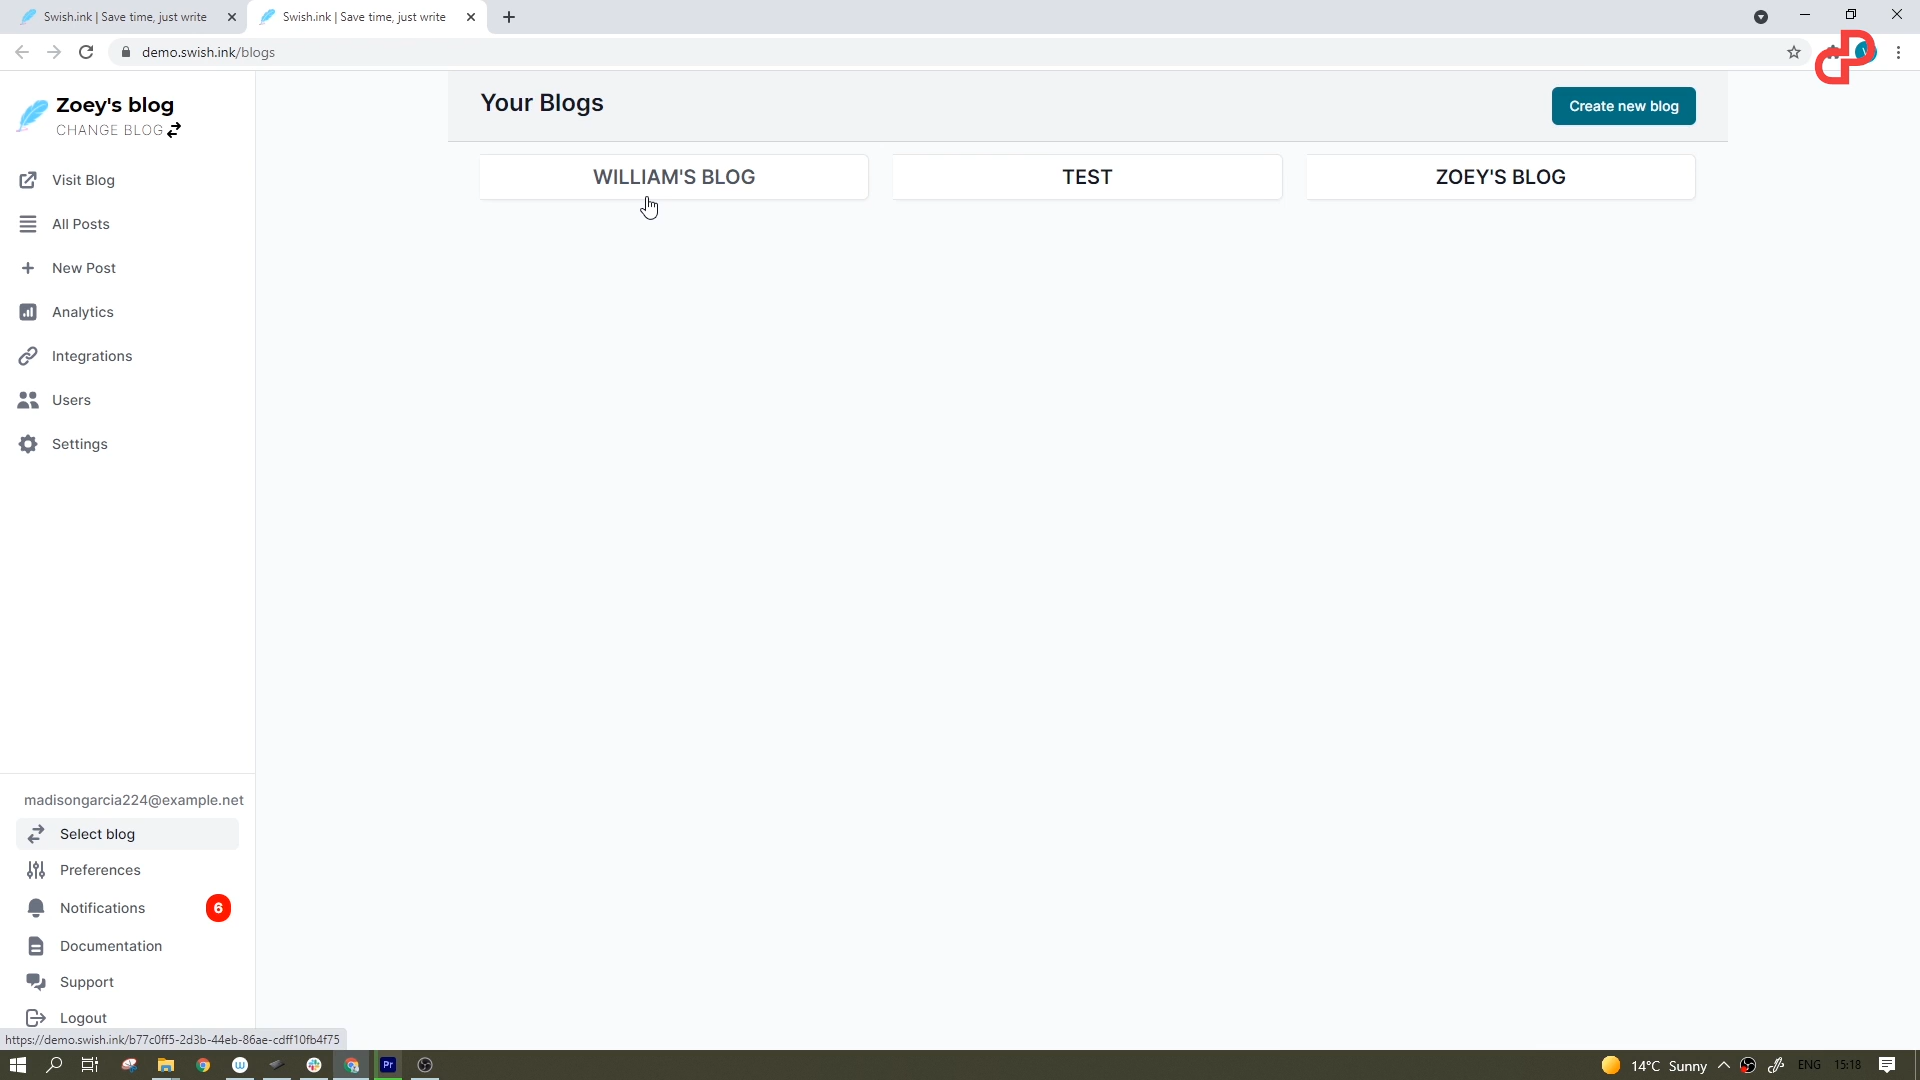 Swish.ink | Save time, just write
Swish.ink | Save time, just write
demo.swish.ink/blogs
Zoey's blog
CHANGE BLOG
Visit Blog
All Posts
New Post
Analytics
Integrations
Users
Settings
Your Blogs
Create new blog
WILLIAM'S BLOG
TEST
ZOEY'S BLOG
madisongarcia224@example.net
Select blog
Preferences
Notifications 6
Documentation
Support
Logout
https://demo.swish.ink/b77c0ff5-2d3b-44eb-86ae-cdff10fb4f75
Pr
14°C Sunny
ENG
15:18